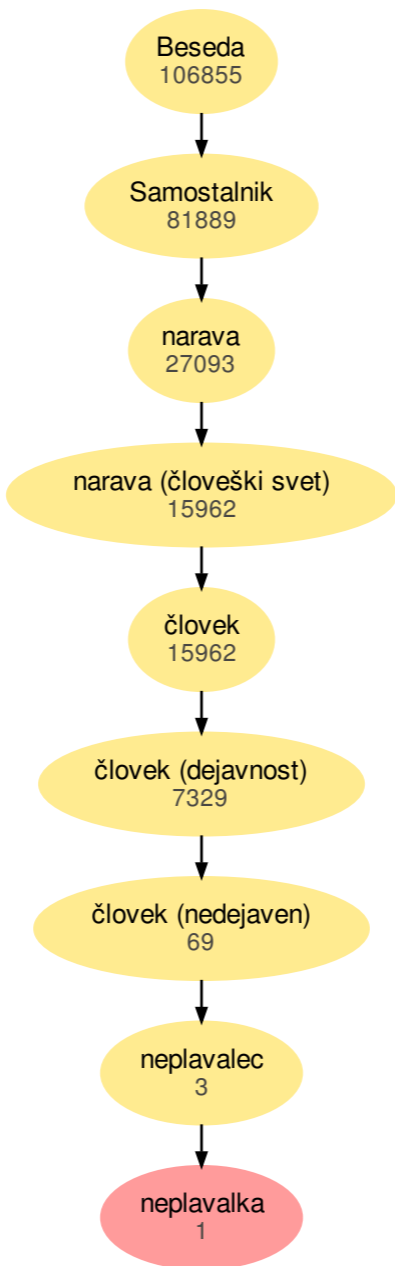 Beseda
106855
Samostalnik
81889
narava
27093
narava (človeški svet)
15962
človek
15962
človek (dejavnost)
7329
človek (nedejaven)
69
neplavalec
3
neplavalka
1